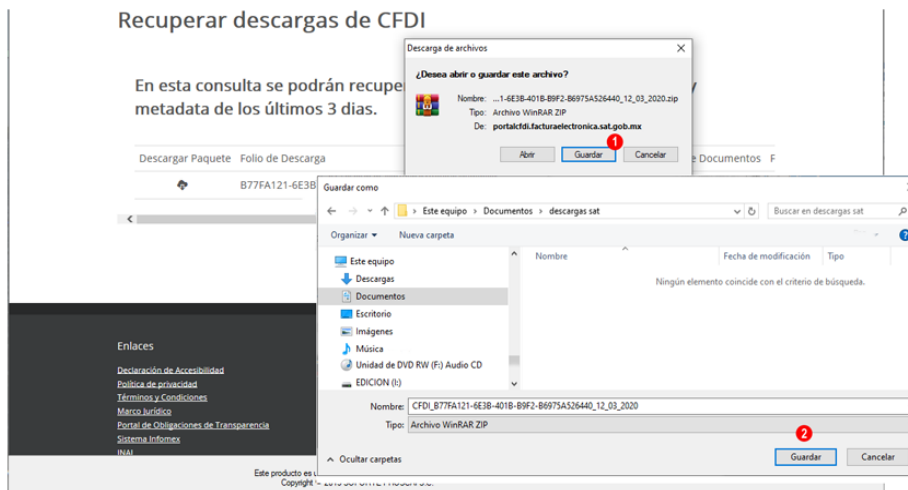 Recuperar descargas de CFDI
Descarga de archivos
¿Desea abrir o guardar este archivo?
En esta consulta se podrán recupe
y
metadata de los últimos 3 dias.
Nombre: ...1-6E3B-401B-B9F2-B6975A526440_12_03_2020.zip
Tipo: Archivo WinRAR ZIP
De: portalcfdi.facturaelectronica.sat.gob.mx
1
Abrir Guardar Cancelar
Descargar Paquete Folio de Descarga
e Documentos F
B77FA121-6E3B
Guardar como
Este equipo > Documentos > descargas sat
Buscar en descargas sat
Organizar Nueva carpeta
Nombre Fecha de modificación Tipo
Ningún elemento coincide con el criterio de búsqueda.
Este equipo
Descargas
Documentos
Escritorio
Imágenes
Música
Unidad de DVD RW (F:) Audio CD
EDICION (I:)
Nombre: CFDI_B77FA121-6E3B-401B-B9F2-B6975A526440_12_03_2020
Tipo: Archivo WinRAR ZIP
2
Ocultar carpetas
Guardar Cancelar
Enlaces
Declaración de Accesibilidad
Política de privacidad
Términos y Condiciones
Marco Jurídico
Portal de Obligaciones de Transparencia
Sistema Infomex
INAI
Este producto es
Copyright